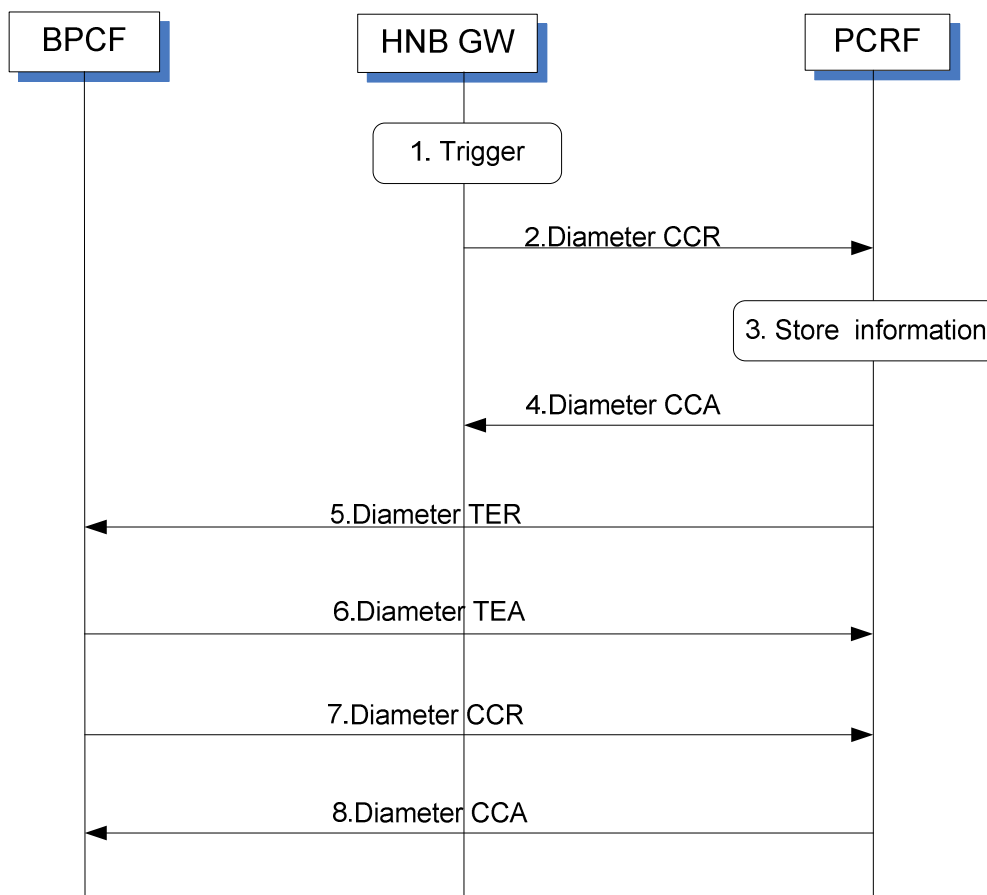 BPCF
HNB GW
PCRF
1. Trigger
2.Diameter CCR
3. Store  information
4.Diameter CCA
5.Diameter TER
6.Diameter TEA
7.Diameter CCR
8.Diameter CCA